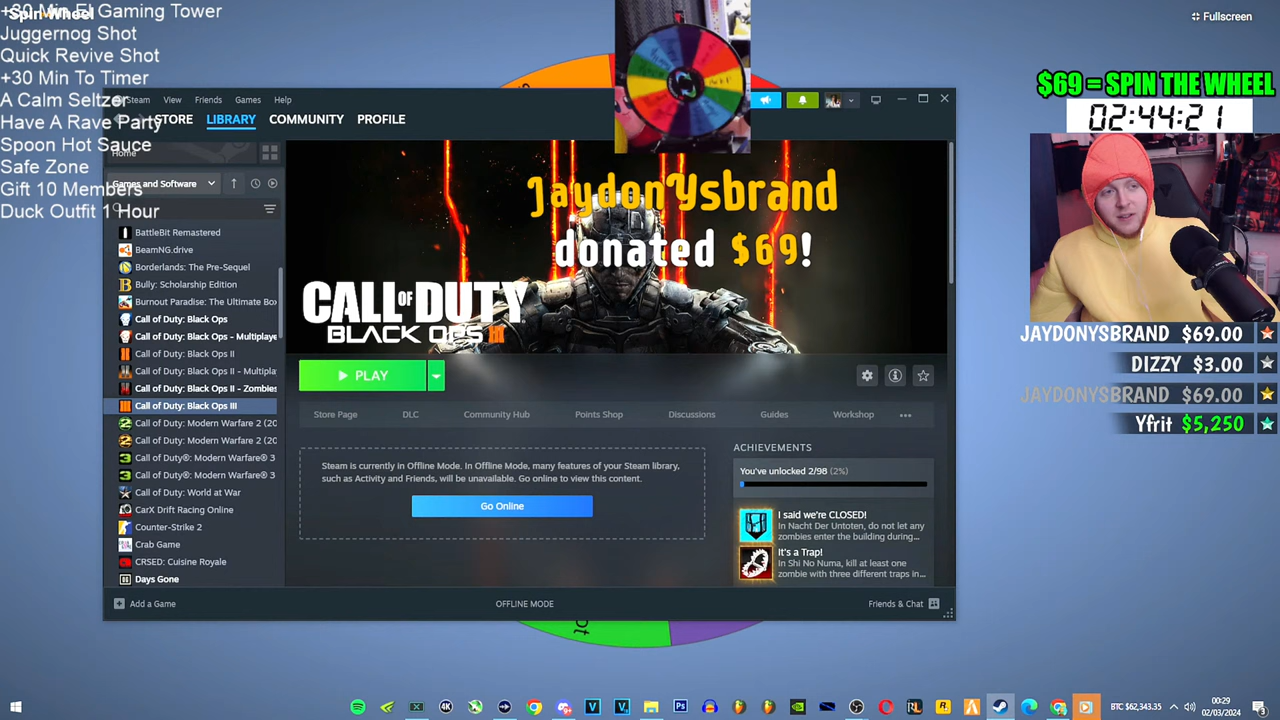 +30 Min El Gaming Tower
Spin Wheel
Juggernog Shot
Quick Revive Shot
+30 Min To Timer
A Calm Seltzer
Have A Rave Party
Spoon Hot Sauce
Safe Zone
Gift 10 Members
Duck Outfit 1 Hour
Fullscreen
Steam View Friends Games Help
STORE LIBRARY COMMUNITY PROFILE
Home
Games and Software
BattleBit Remastered
BeamNG.drive
Borderlands: The Pre-Sequel
Bully: Scholarship Edition
Burnout Paradise: The Ultimate Box
Call of Duty: Black Ops
Call of Duty: Black Ops - Multiplaye
Call of Duty: Black Ops II
Call of Duty: Black Ops II - Multipla
Call of Duty: Black Ops II - Zombies
Call of Duty: Black Ops III
Call of Duty: Modern Warfare 2 (20
Call of Duty: Modern Warfare 2 (20
Call of Duty®: Modern Warfare® 3
Call of Duty®: Modern Warfare® 3
Call of Duty: World at War
CarX Drift Racing Online
Counter-Strike 2
Crab Game
CRSED: Cuisine Royale
Days Gone
JaydonYsbrand
donated $69!
CALL OF DUTY
BLACK OPS III
PLAY
Store Page DLC Community Hub Points Shop Discussions Guides Workshop
Steam is currently in Offline Mode. In Offline Mode, many features of your Steam library,
such as Activity and Friends, will be unavailable. Go online to view this content.
Go Online
ACHIEVEMENTS
You've unlocked 2/98 (2%)
I said we're CLOSED!
In Nacht Der Untoten, do not let any
zombies enter the building during...
It's a Trap!
In Shi No Numa, kill at least one
zombie with three different traps in...
Add a Game
OFFLINE MODE
Friends & Chat
$69 = SPIN THE WHEEL
02:44:21
JAYDONYSBRAND $69.00
DIZZY $3.00
JAYDONYSBRAND $69.00
Yfrit $5,250
4K
BTC $62,343.35
00:29
02/03/2024
3